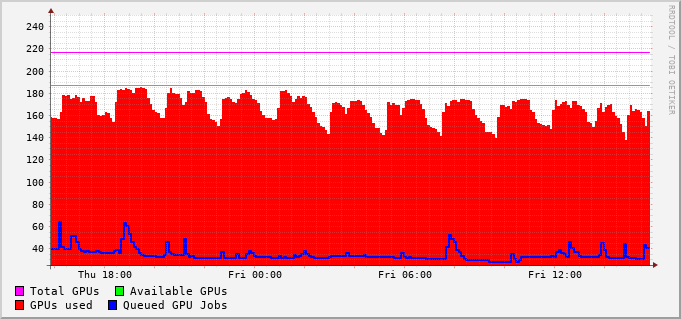 RRDTOOL / TOBI OETIKER
240
220
200
180
160
140
120
100
80
60
40
Thu 18:00 Fri 00:00 Fri 06:00 Fri 12:00
Total GPUs Available GPUs
GPUs used Queued GPU Jobs